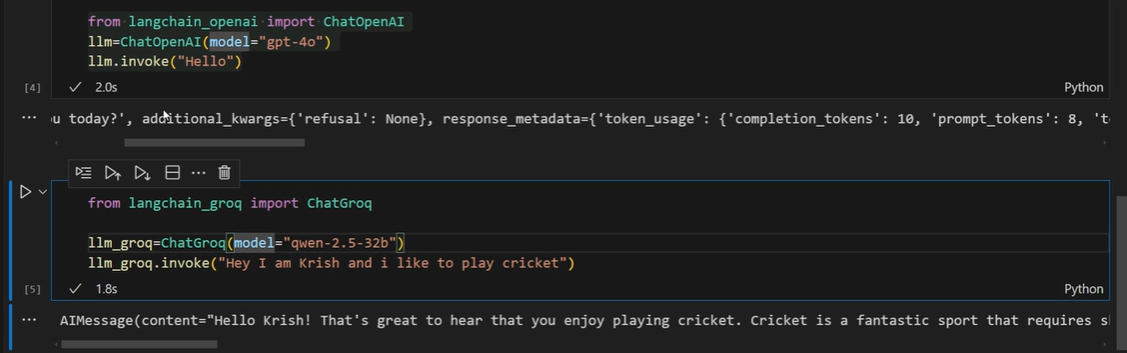 from langchain_openai import ChatOpenAI
llm=ChatOpenAI(model="gpt-4o")
llm.invoke("Hello")
[4] 2.0s Python
... u today?', additional_kwargs={'refusal': None}, response_metadata={'token_usage': {'completion_tokens': 10, 'prompt_tokens': 8,
...
from langchain_groq import ChatGroq
llm_groq=ChatGroq(model="qwen-2.5-32b")
llm_groq.invoke("Hey I am Krish and i like to play cricket")
[5] 1.8s Python
... AIMessage(content="Hello Krish! That's great to hear that you enjoy playing cricket. Cricket is a fantastic sport that requires